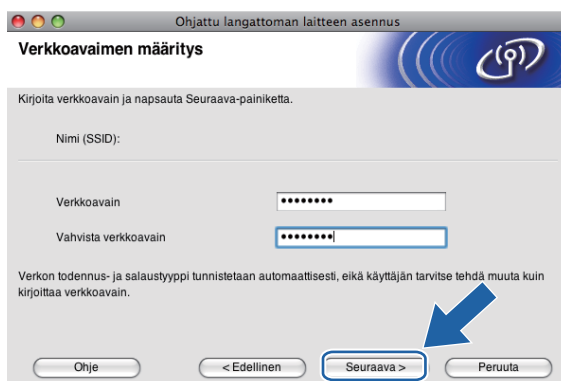 Ohjattu langattoman laitteen asennus
Verkkoavaimen määritys
Kirjoita verkkoavain ja napsauta Seuraava-painiketta.
Nimi (SSID):
Verkkoavain ••••••••
Vahvista verkkoavain ••••••••
Verkon todennus- ja salaustyyppi tunnistetaan automaattisesti, eikä käyttäjän tarvitse tehdä muuta kuin
kirjoittaa verkkoavain.
Ohje < Edellinen Seuraava > Peruuta